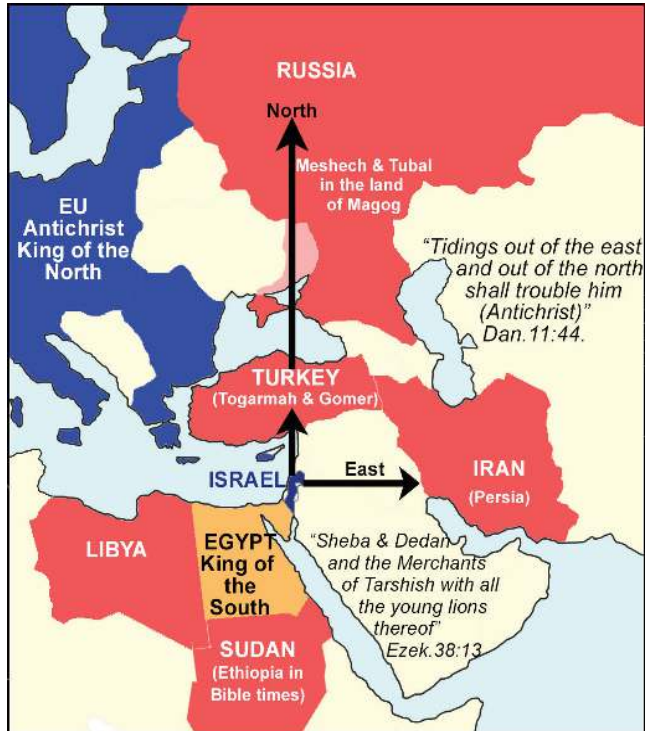 RUSSIA
North
Meshech & Tubal
in the land
of Magog
EU
Antichrist
King of the
North
“Tidings out of the east
and out of the north
shall trouble him
(Antichrist)”
Dan.11:44.
TURKEY
(Togarmah & Gomer)
ISRAEL
East
IRAN
(Persia)
LIBYA
EGYPT
King of
the
South
“Sheba & Dedan
and the Merchants
of Tarshish with all
the young lions
thereof”
Ezek.38:13
SUDAN
(Ethiopia in
Bible times)